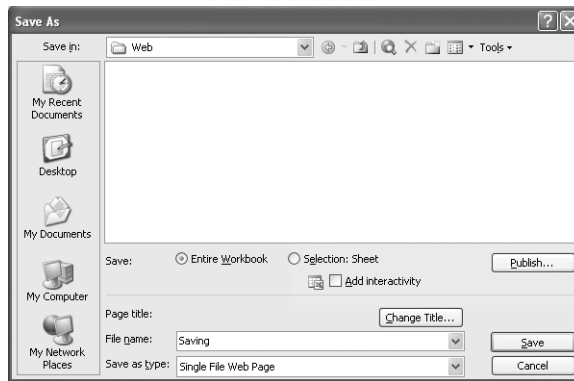 Save As
Save in:
Web
Tools
My Recent
Documents
Desktop
My Documents
My Computer
My Network
Places
Save:
Entire Workbook
Selection: Sheet
Add interactivity
Publish...
Page title:
Change Title...
File name:
Saving
Save
Save as type:
Single File Web Page
Cancel